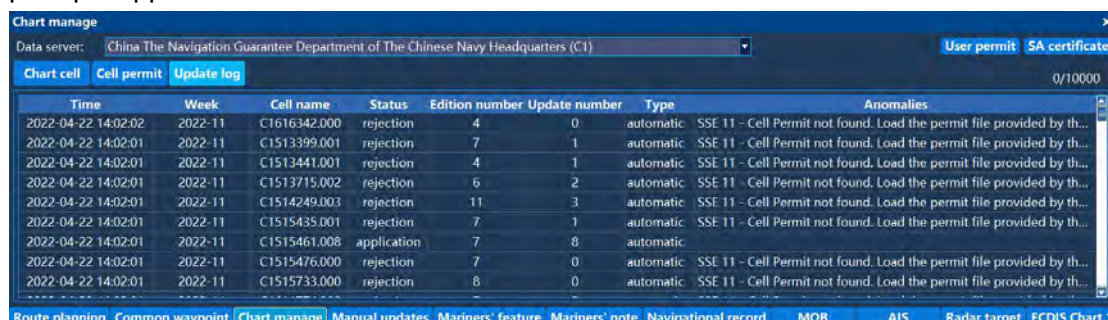 Chart manage
Data server: China The Navigation Guarantee Department of The Chinese Navy Headquarters (C1) User permit SA certificate
Chart cell Cell permit Update log 0/10000
Time Week Cell name Status Edition number Update number Type Anomalies
2022-04-22 14:02:02 2022-11 C1616342.000 rejection 4 0 automatic SSE 11 - Cell Permit not found. Load the permit file provided by th...
2022-04-22 14:02:01 2022-11 C1513399.001 rejection 7 1 automatic SSE 11 - Cell Permit not found. Load the permit file provided by th...
2022-04-22 14:02:01 2022-11 C1513441.001 rejection 4 1 automatic SSE 11 - Cell Permit not found. Load the permit file provided by th...
2022-04-22 14:02:01 2022-11 C1513715.002 rejection 6 2 automatic SSE 11 - Cell Permit not found. Load the permit file provided by th...
2022-04-22 14:02:01 2022-11 C1514249.003 rejection 11 3 automatic SSE 11 - Cell Permit not found. Load the permit file provided by th...
2022-04-22 14:02:01 2022-11 C1515435.001 rejection 7 1 automatic SSE 11 - Cell Permit not found. Load the permit file provided by th...
2022-04-22 14:02:01 2022-11 C1515461.008 application 7 8 automatic
2022-04-22 14:02:01 2022-11 C1515476.000 rejection 7 0 automatic SSE 11 - Cell Permit not found. Load the permit file provided by th...
2022-04-22 14:02:01 2022-11 C1515733.000 rejection 8 0 automatic SSE 11 - Cell Permit not found. Load the permit file provided by th...
Route planning Common waypoint Chart manage Manual updates Mariners' feature Mariners' note Navigational record MOB AIS Radar target ECDIS Chart